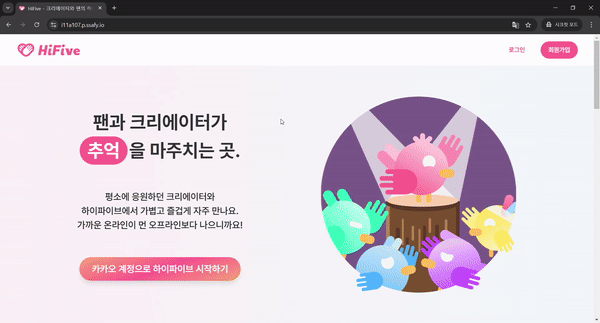 HiFive - 크리에이터와 팬의 
i11a107.p.ssafy.io
시크릿 모드
HiFive
로그인
회원가입
팬과 크리에이터가
추억을 마주치는 곳.
평소에 응원하던 크리에이터와
하이파이브에서 가볍고 즐겁게 자주 만나요.
가까운 온라인이 먼 오프라인보다 나으니까요!
카카오 계정으로 하이파이브 시작하기